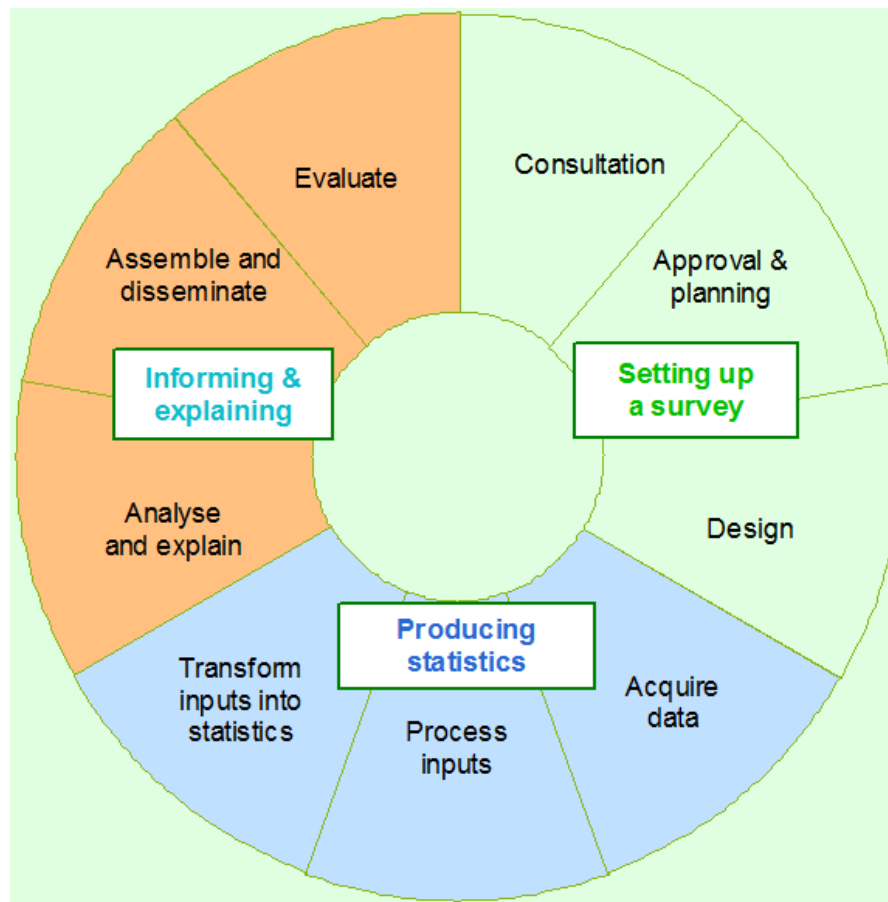 Consultation
Approval &
planning
Setting up
a survey
Design
Acquire
data
Producing
statistics
Process
inputs
Transform
inputs into
statistics
Analyse
and explain
Informing &
explaining
Assemble and
disseminate
Evaluate